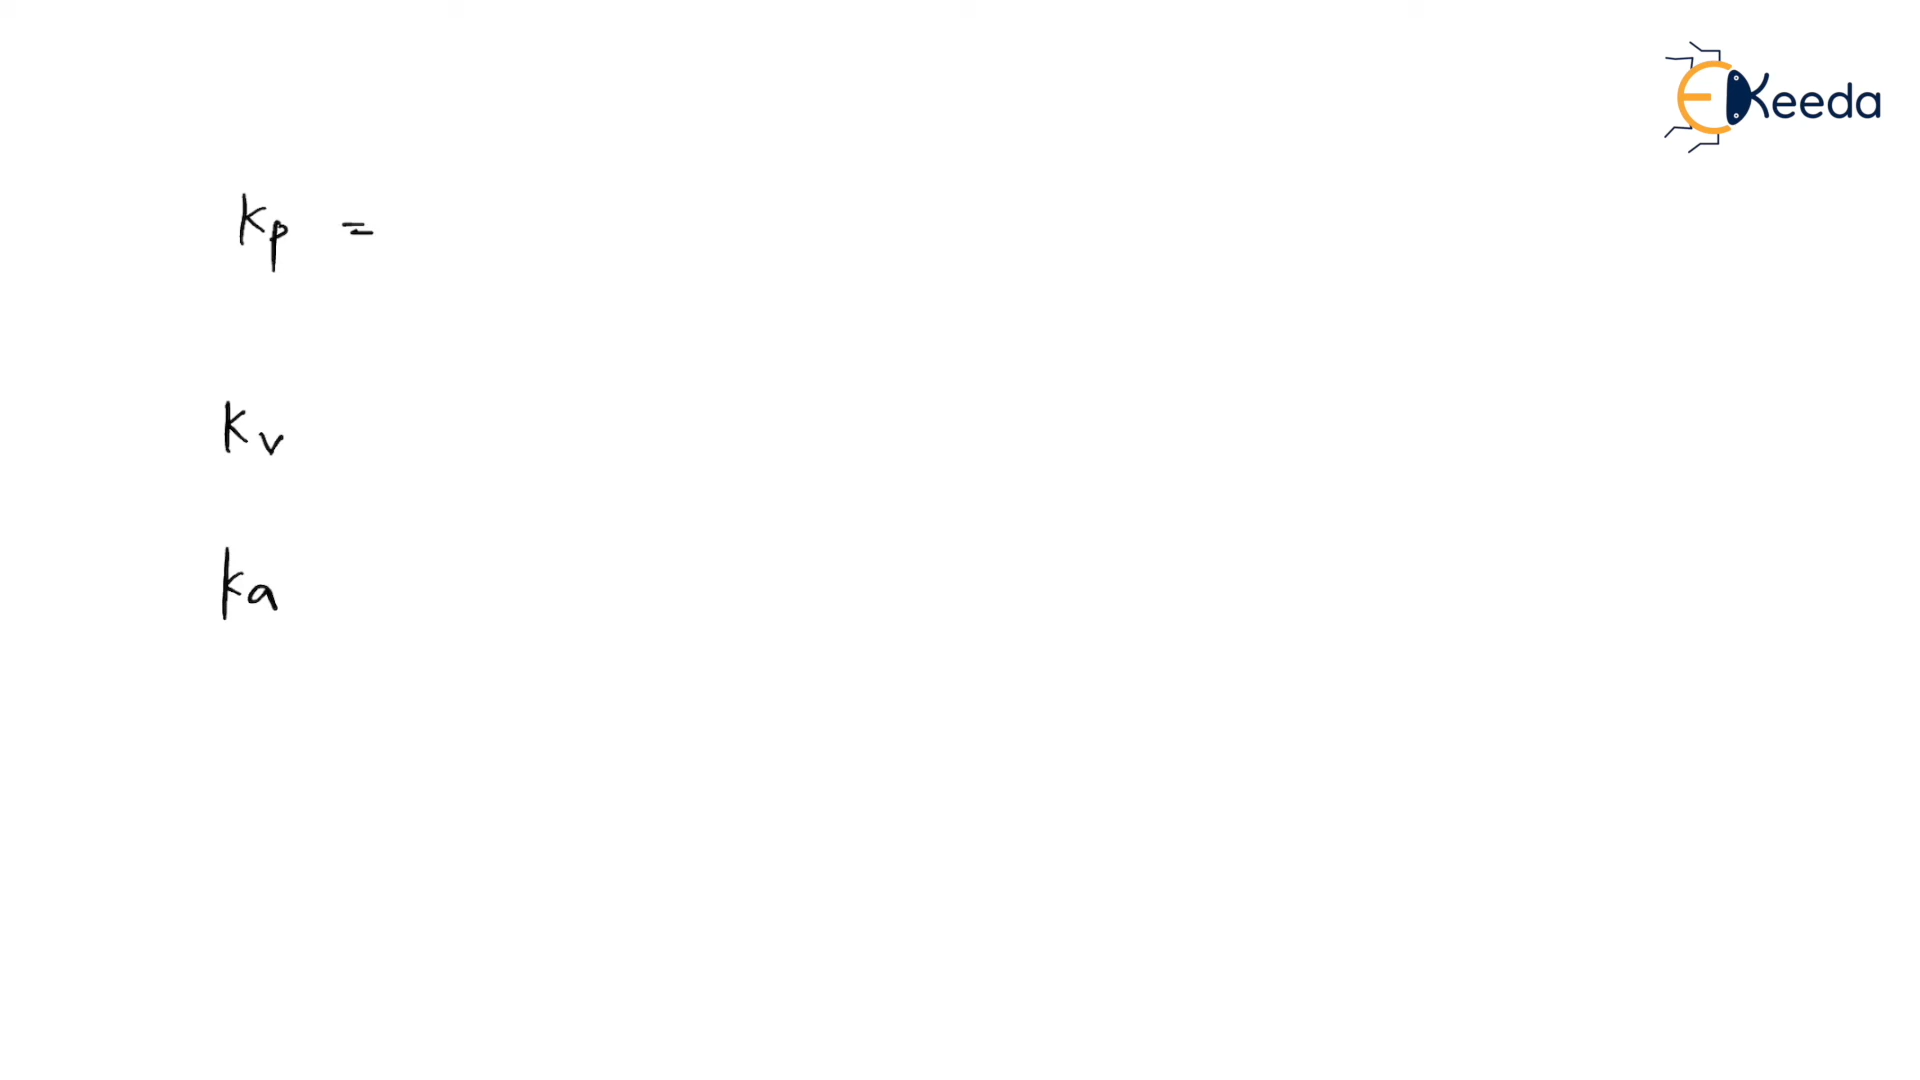 EKeeda
Kp =
Kv
Ka